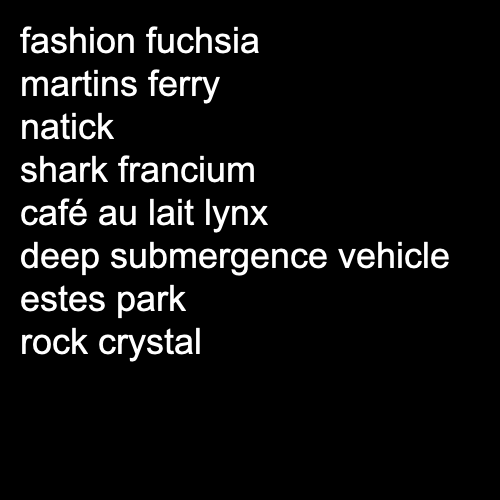 fashion fuchsia
martins ferry
natick
shark francium
café au lait lynx
deep submergence vehicle
estes park
rock crystal